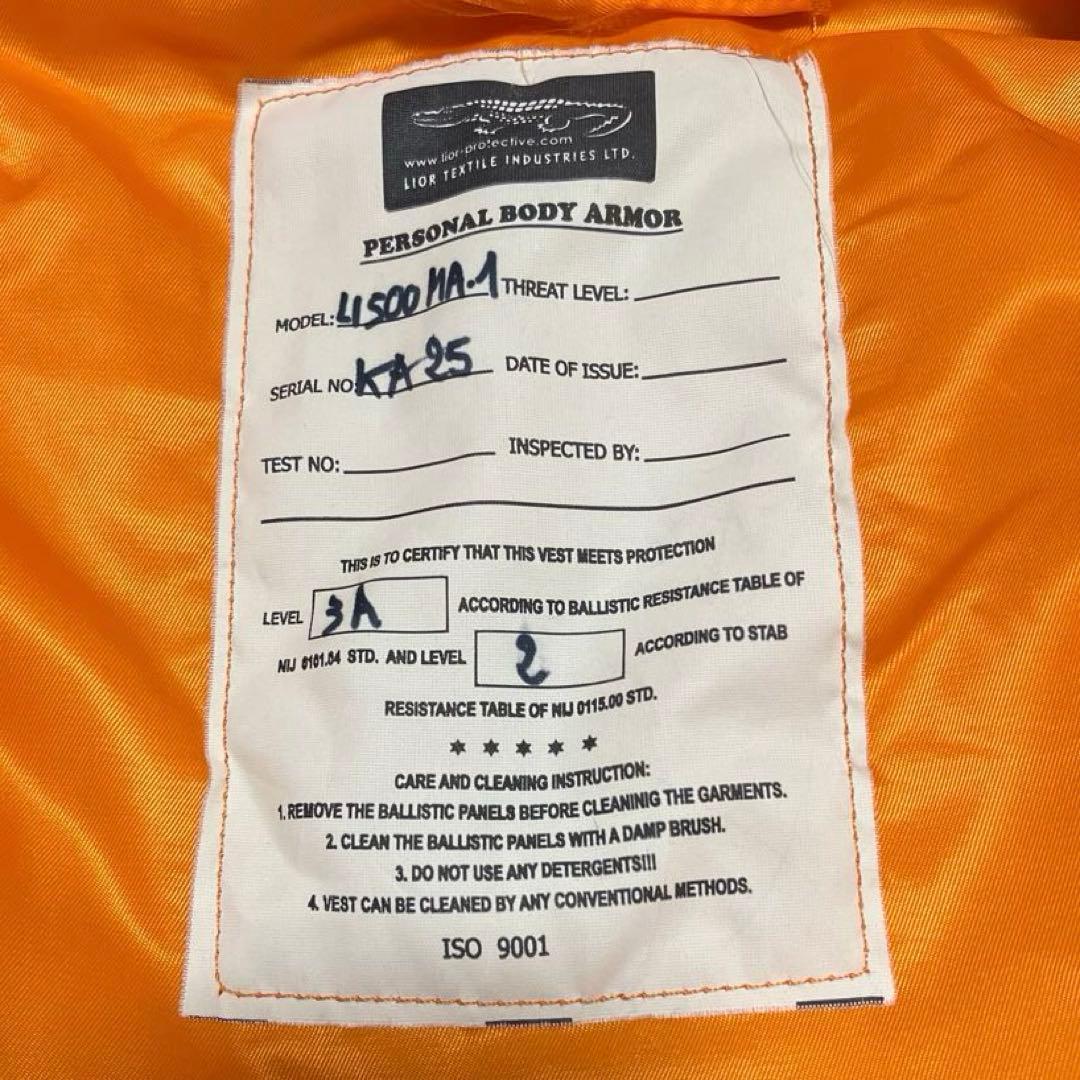 www.lior-protective.com
LIOR TEXTILE INDUSTRIES LTD.
PERSONAL BODY ARMOR
MODEL: LI500 MA-1 THREAT LEVEL:
SERIAL NO: KA 25 DATE OF ISSUE:
TEST NO: INSPECTED BY:
THIS IS TO CERTIFY THAT THIS VEST MEETS PROTECTION
LEVEL 3A ACCORDING TO BALLISTIC RESISTANCE TABLE OF
NIJ 0101.04 STD. AND LEVEL 2 ACCORDING TO STAB
RESISTANCE TABLE OF NIJ 0115.00 STD.
CARE AND CLEANING INSTRUCTION:
1. REMOVE THE BALLISTIC PANELS BEFORE CLEANINIG THE GARMENTS.
2. CLEAN THE BALLISTIC PANELS WITH A DAMP BRUSH.
3. DO NOT USE ANY DETERGENTS!!!
4. VEST CAN BE CLEANED BY ANY CONVENTIONAL METHODS.
ISO 9001